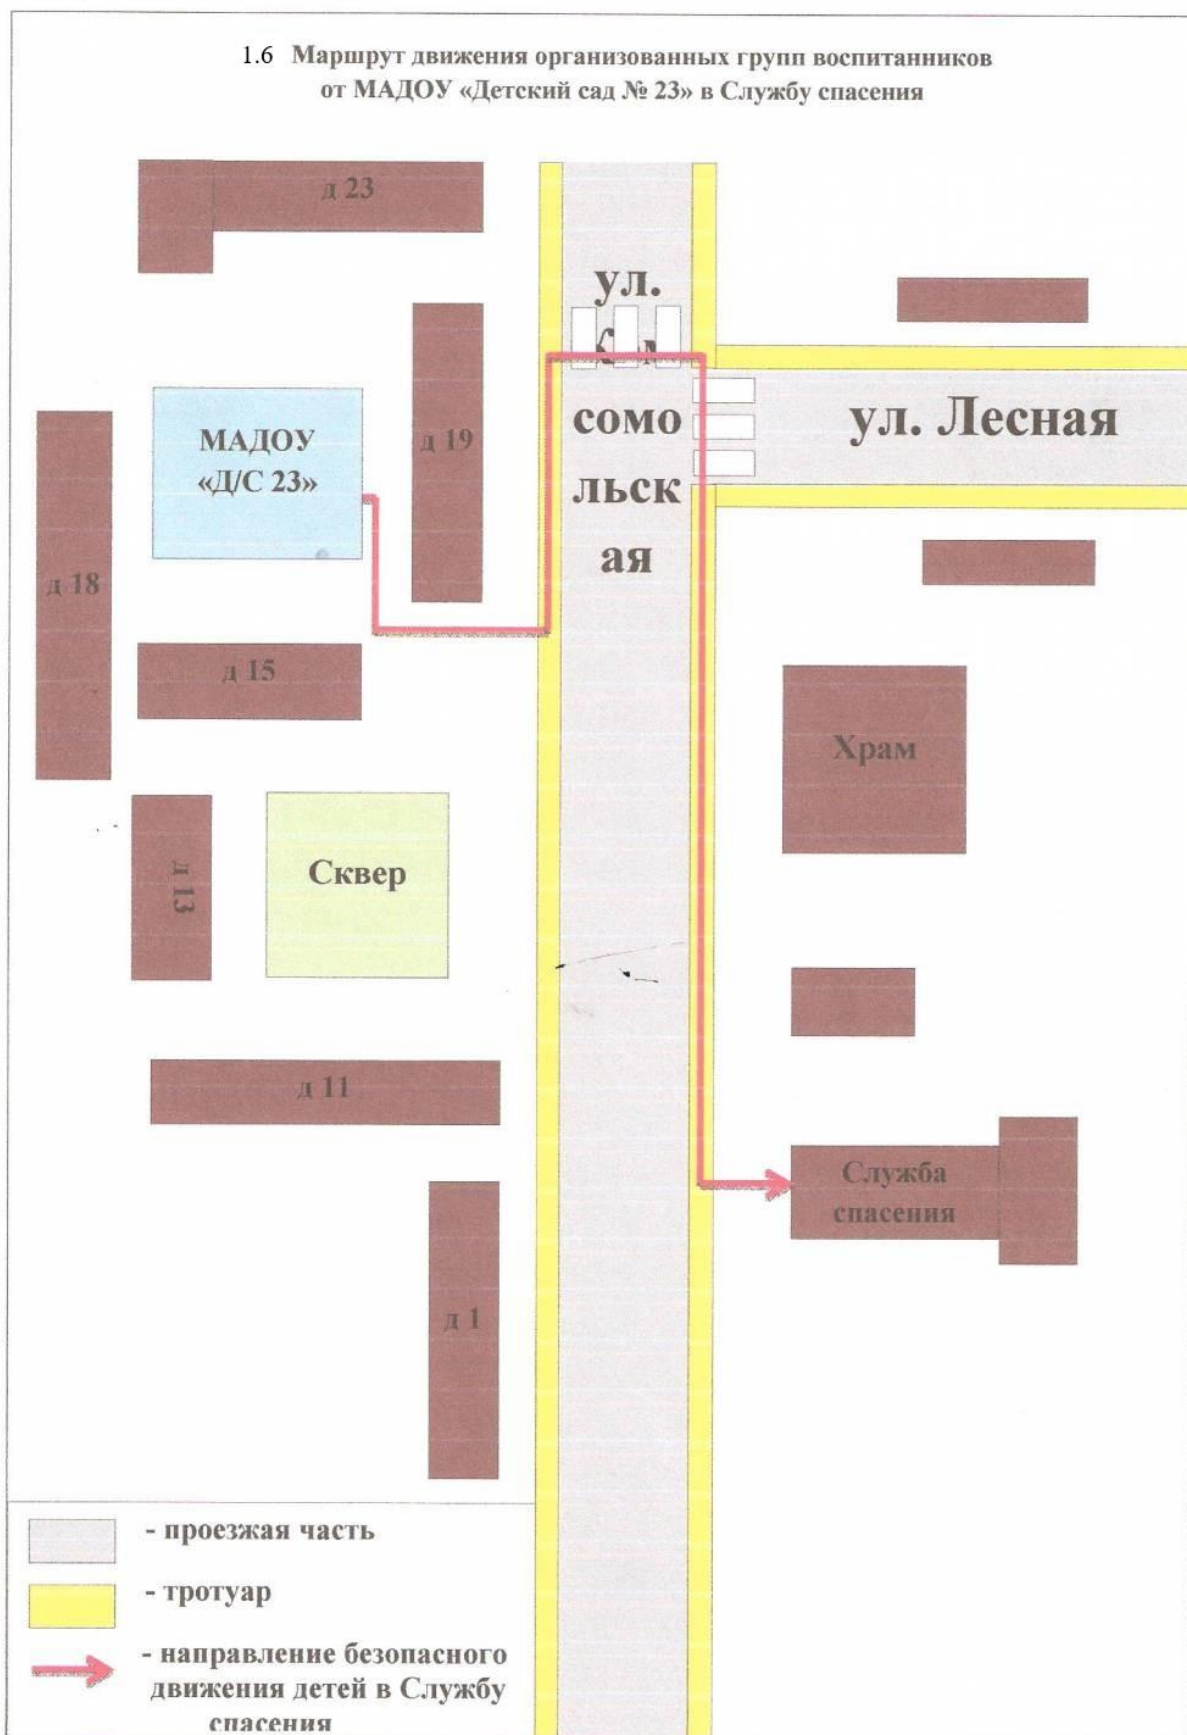 1.6 Маршрут движения организованных групп воспитанников
от МАДОУ «Детский сад № 23» в Службу спасения
д 23
ул.
Ком
сомо
льск
ая
ул. Лесная
МАДОУ
«Д/С 23»
д 19
д 18
д 15
Храм
д 13
Сквер
д 11
Служба
спасения
д 1
- проезжая часть
- тротуар
- направление безопасного
движения детей в Службу
спасения